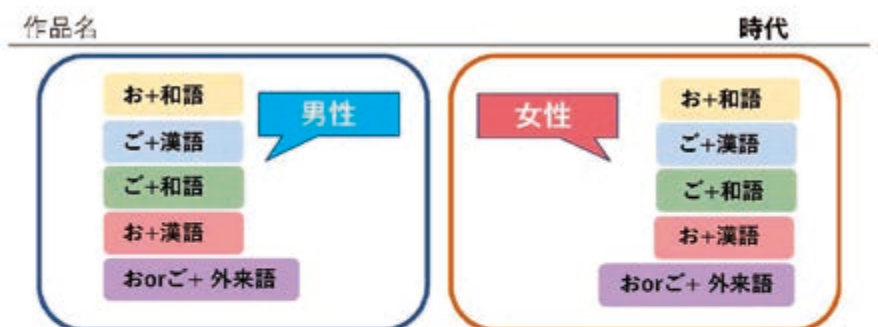 作品名
時代
お+和語
ご+漢語
ご+和語
お+漢語
おorご+ 外来語
男性
女性
お+和語
ご+漢語
ご+和語
お+漢語
おorご+ 外来語